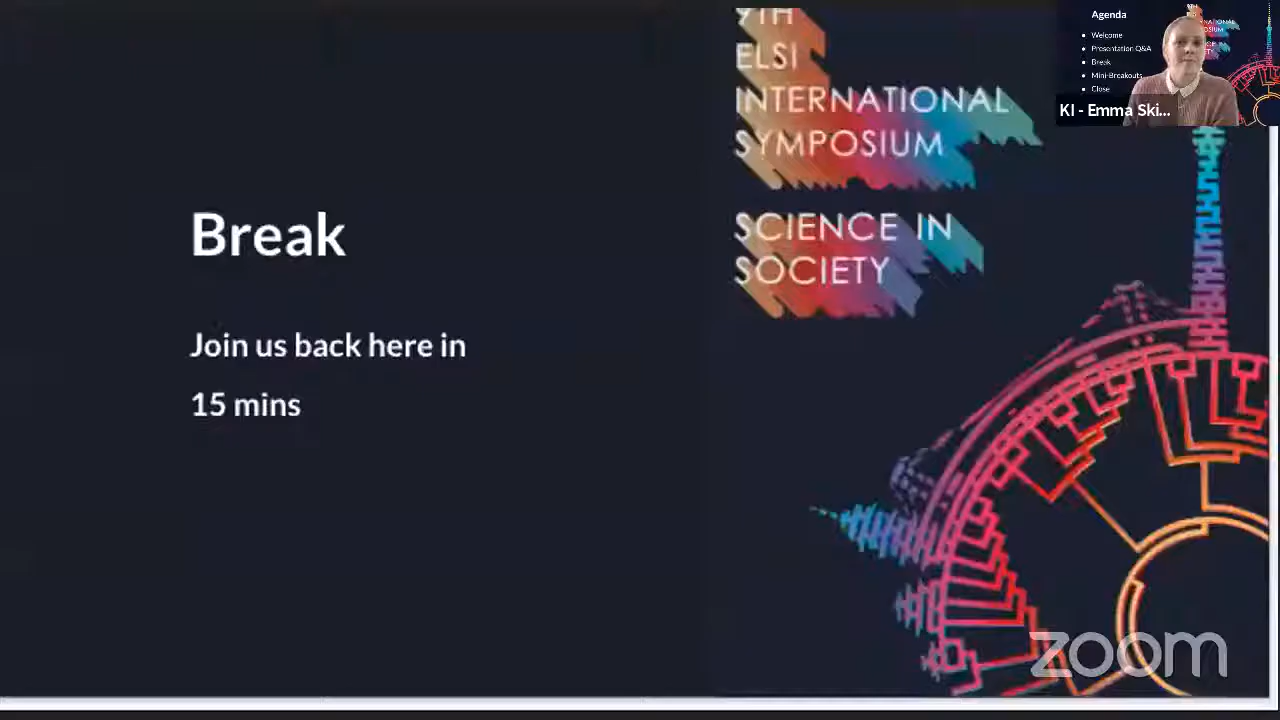 Break
Join us back here in
15 mins
9TH
ELSI
INTERNATIONAL
SYMPOSIUM
SCIENCE IN
SOCIETY
Agenda
Welcome
Presentation Q&A
Break
Mini-Breakouts
Close
KI - Emma Ski...
zoom